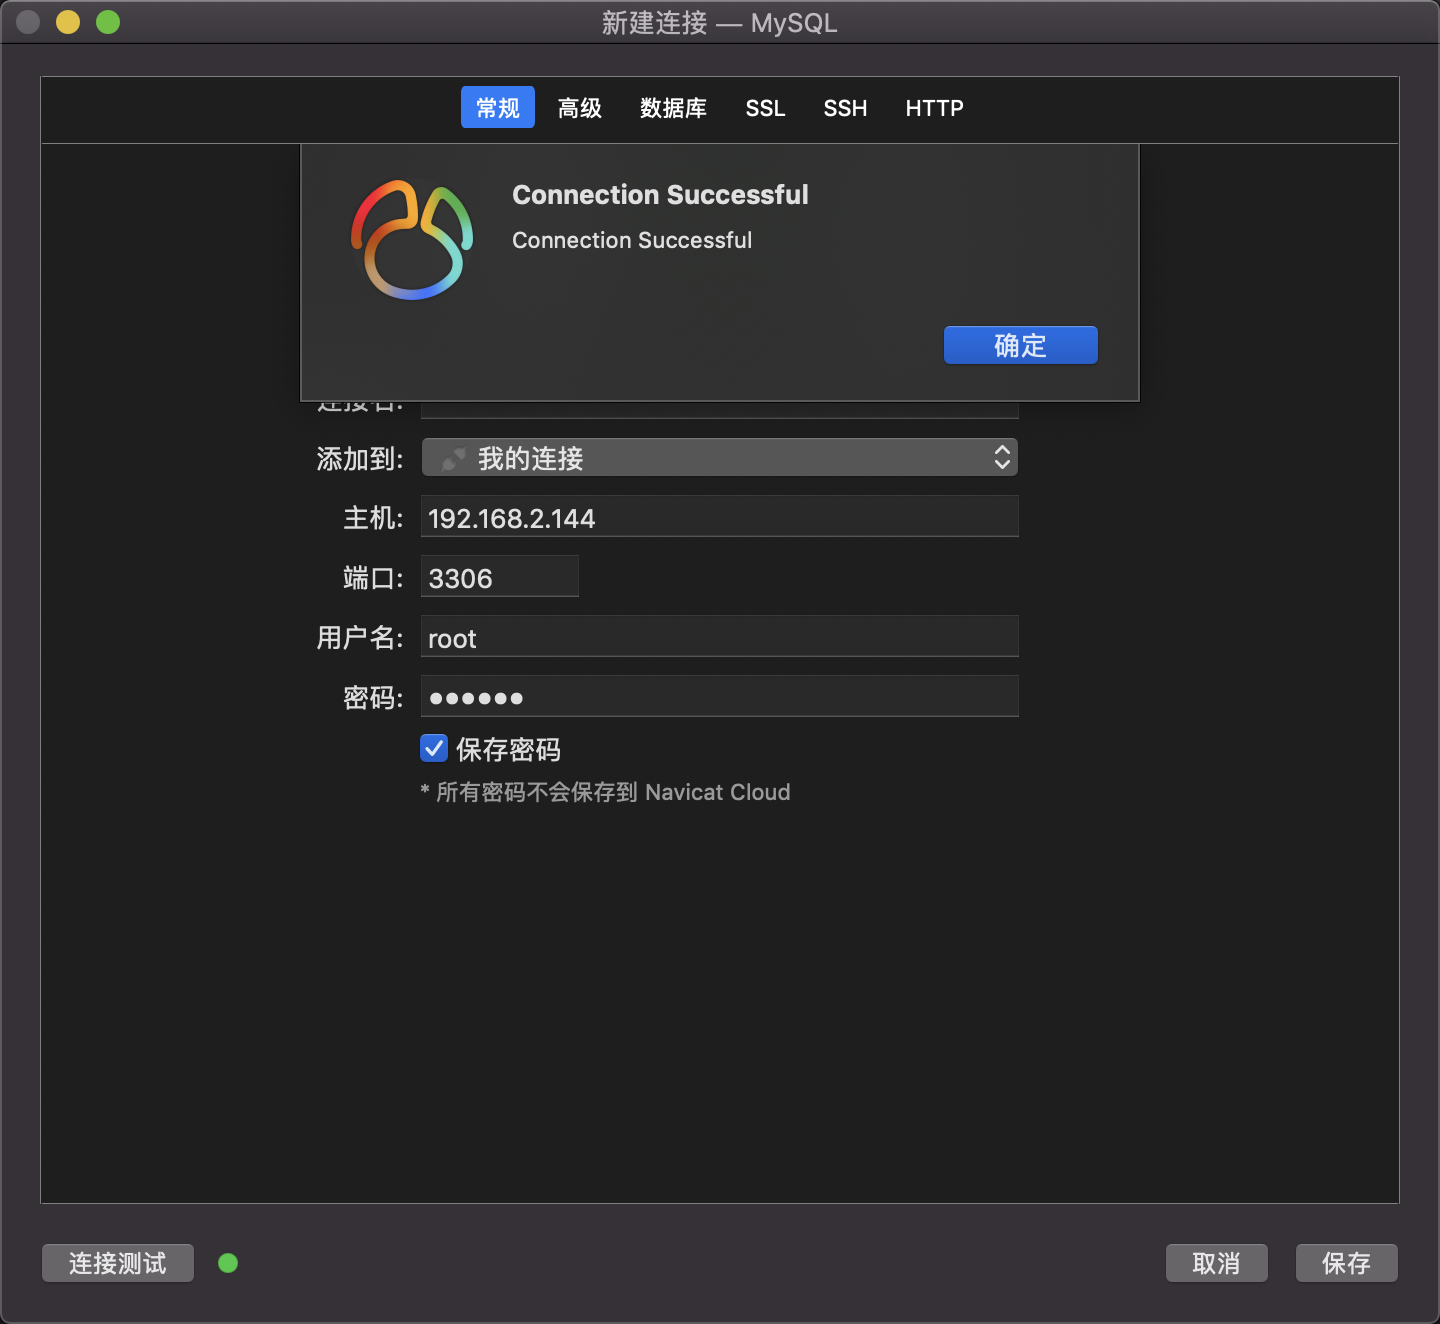 新建连接 — MySQL
常规 高级 数据库 SSL SSH HTTP
Connection Successful
Connection Successful
确定
连接名:
添加到: 我的连接
主机: 192.168.2.144
端口: 3306
用户名: root
密码: ••••••
保存密码
* 所有密码不会保存到 Navicat Cloud
连接测试 取消 保存